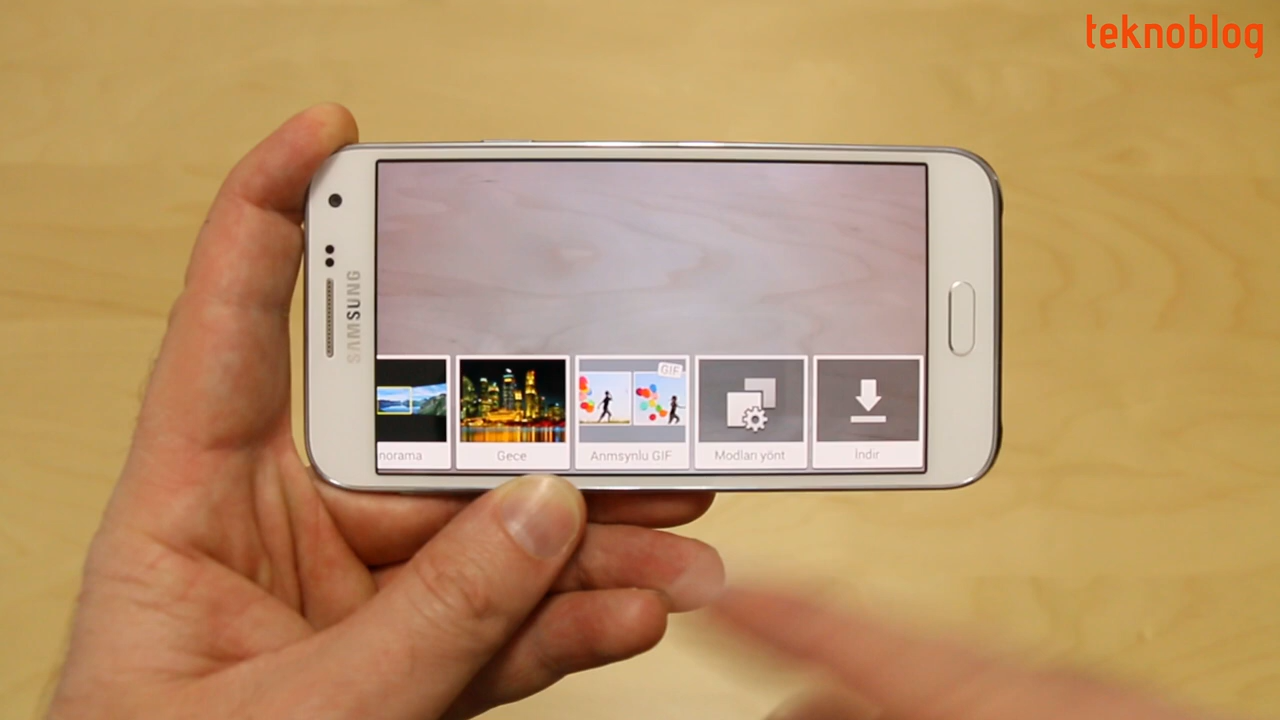 teknoblog
SAMSUNG
GIF
norama
Gece
Anmsynlu GIF
Modları yönt
İndir